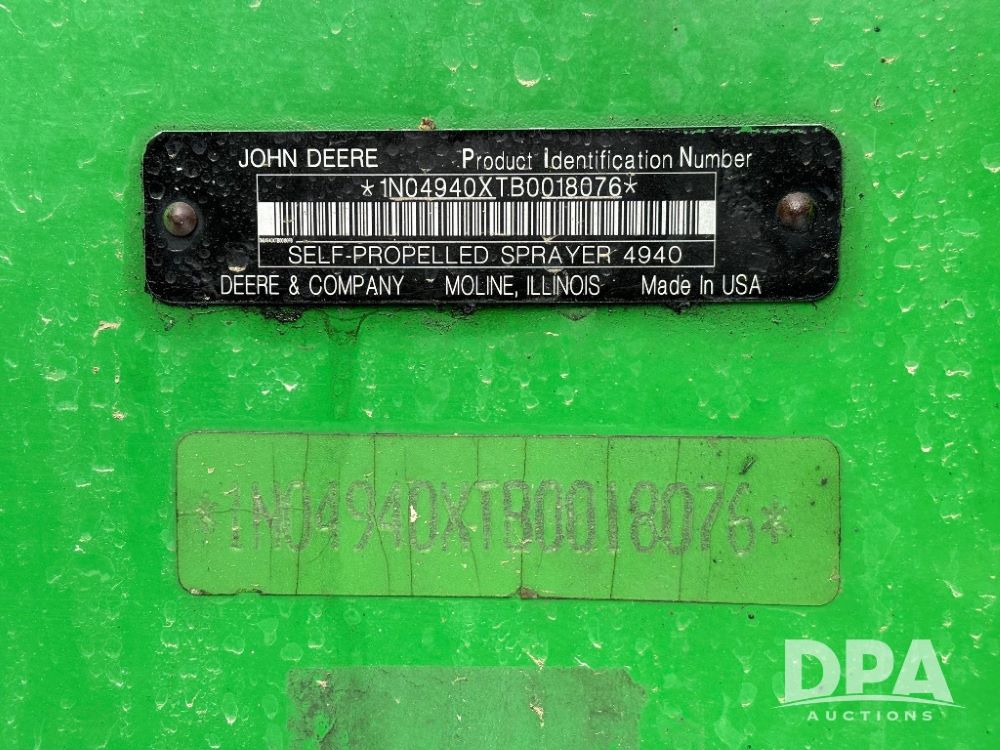 JOHN DEERE Product Identification Number
*1N04940XTB0018076*
SELF-PROPELLED SPRAYER 4940
DEERE & COMPANY MOLINE, ILLINOIS Made In USA
*1N04940XTB0018076*
DPA
AUCTIONS